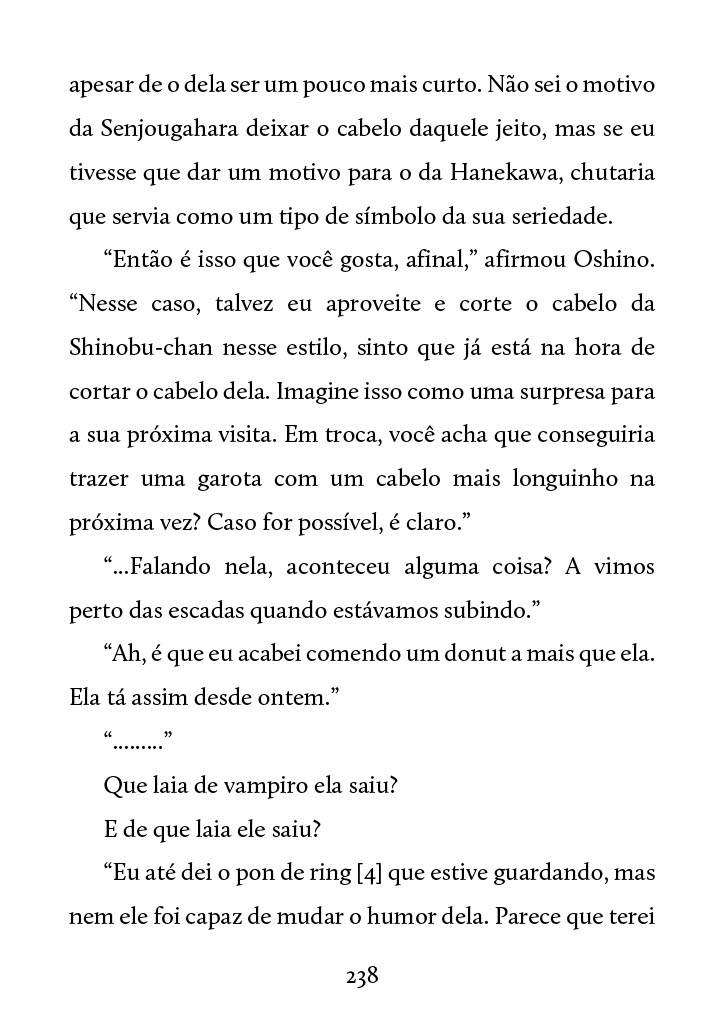 apesar de o dela ser um pouco mais curto. Não sei o motivo
da Senjougahara deixar o cabelo daquele jeito, mas se eu
tivesse que dar um motivo para o da Hanekawa, chutaria
que servia como um tipo de símbolo da sua seriedade.
“Então é isso que você gosta, afinal,” afirmou Oshino.
“Nesse caso, talvez eu aproveite e corte o cabelo da
Shinobu-chan nesse estilo, sinto que já está na hora de
cortar o cabelo dela. Imagine isso como uma surpresa para
a sua próxima visita. Em troca, você acha que conseguiria
trazer uma garota com um cabelo mais longuinho na
próxima vez? Caso for possível, é claro.”
“...Falando nela, aconteceu alguma coisa? A vimos
perto das escadas quando estávamos subindo.”
“Ah, é que eu acabei comendo um donut a mais que ela.
Ela tá assim desde ontem.”
“.........”
Que laia de vampiro ela saiu?
E de que laia ele saiu?
“Eu até dei o pon de ring [4] que estive guardando, mas
nem ele foi capaz de mudar o humor dela. Parece que terei
238